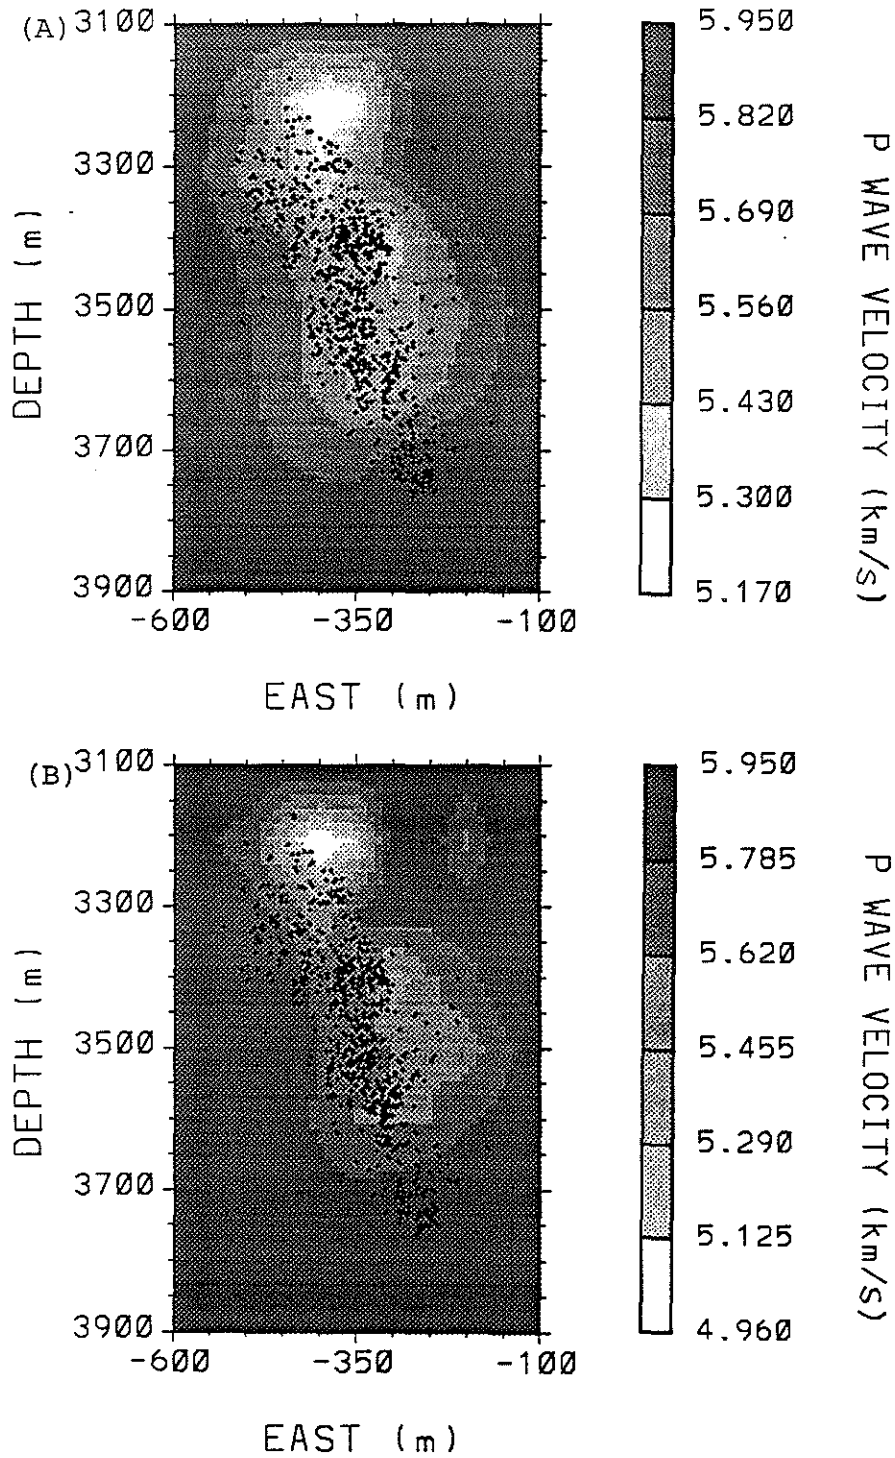 (A)
3100
3300
3500
3700
3900
DEPTH (m)
-600 -350 -100
EAST (m)
5.950
5.820
5.690
5.560
5.430
5.300
5.170
P WAVE VELOCITY (km/s)
(B)
3100
3300
3500
3700
3900
DEPTH (m)
-600 -350 -100
EAST (m)
5.950
5.785
5.620
5.455
5.290
5.125
4.960
P WAVE VELOCITY (km/s)